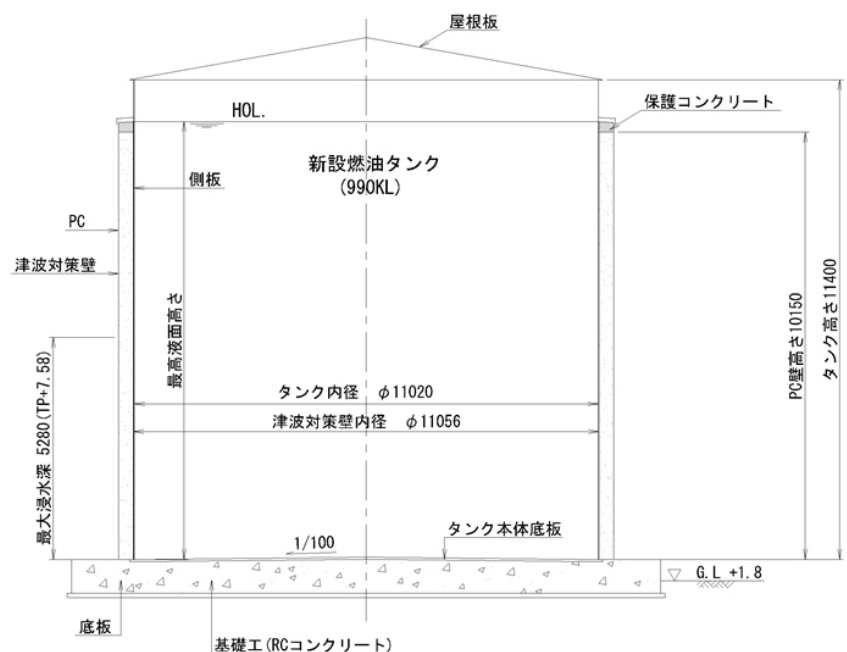 屋根板
保護コンクリート
HOL.
新設燃油タンク
(990KL)
側板
PC
津波対策壁
最高液面高さ
最大浸水深 5280(TP+7.58)
PC壁高さ10150
タンク高さ11400
タンク内径 φ11020
津波対策壁内径 φ11056
1/100
タンク本体底板
G.L +1.8
底板
基礎工(RCコンクリート)